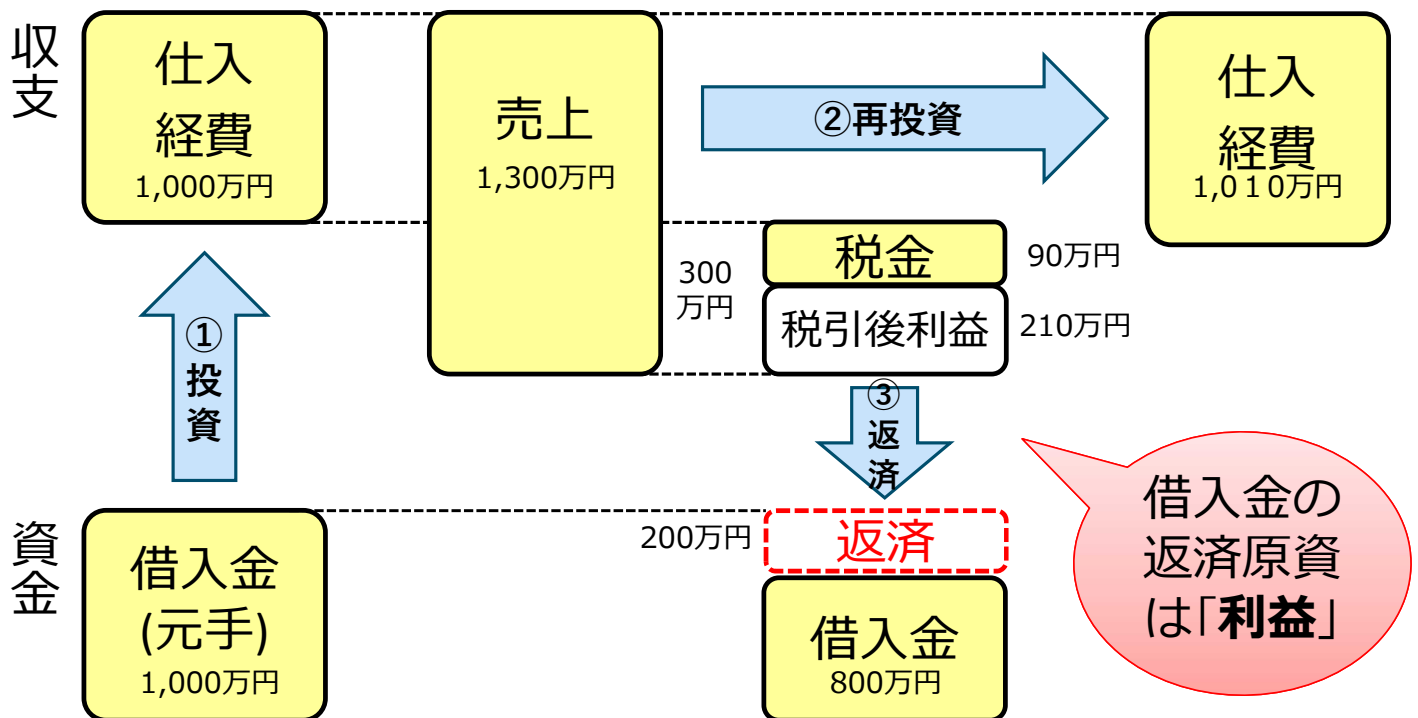 収支
仕入
経費
1,000万円
売上
1,300万円
②再投資
仕入
経費
1,０１０万円
300
万円
税金
90万円
税引後利益
210万円
①
投
資
③
返
済
資金
借入金
(元手)
1,000万円
200万円
返済
借入金
800万円
借入金の
返済原資
は「利益」